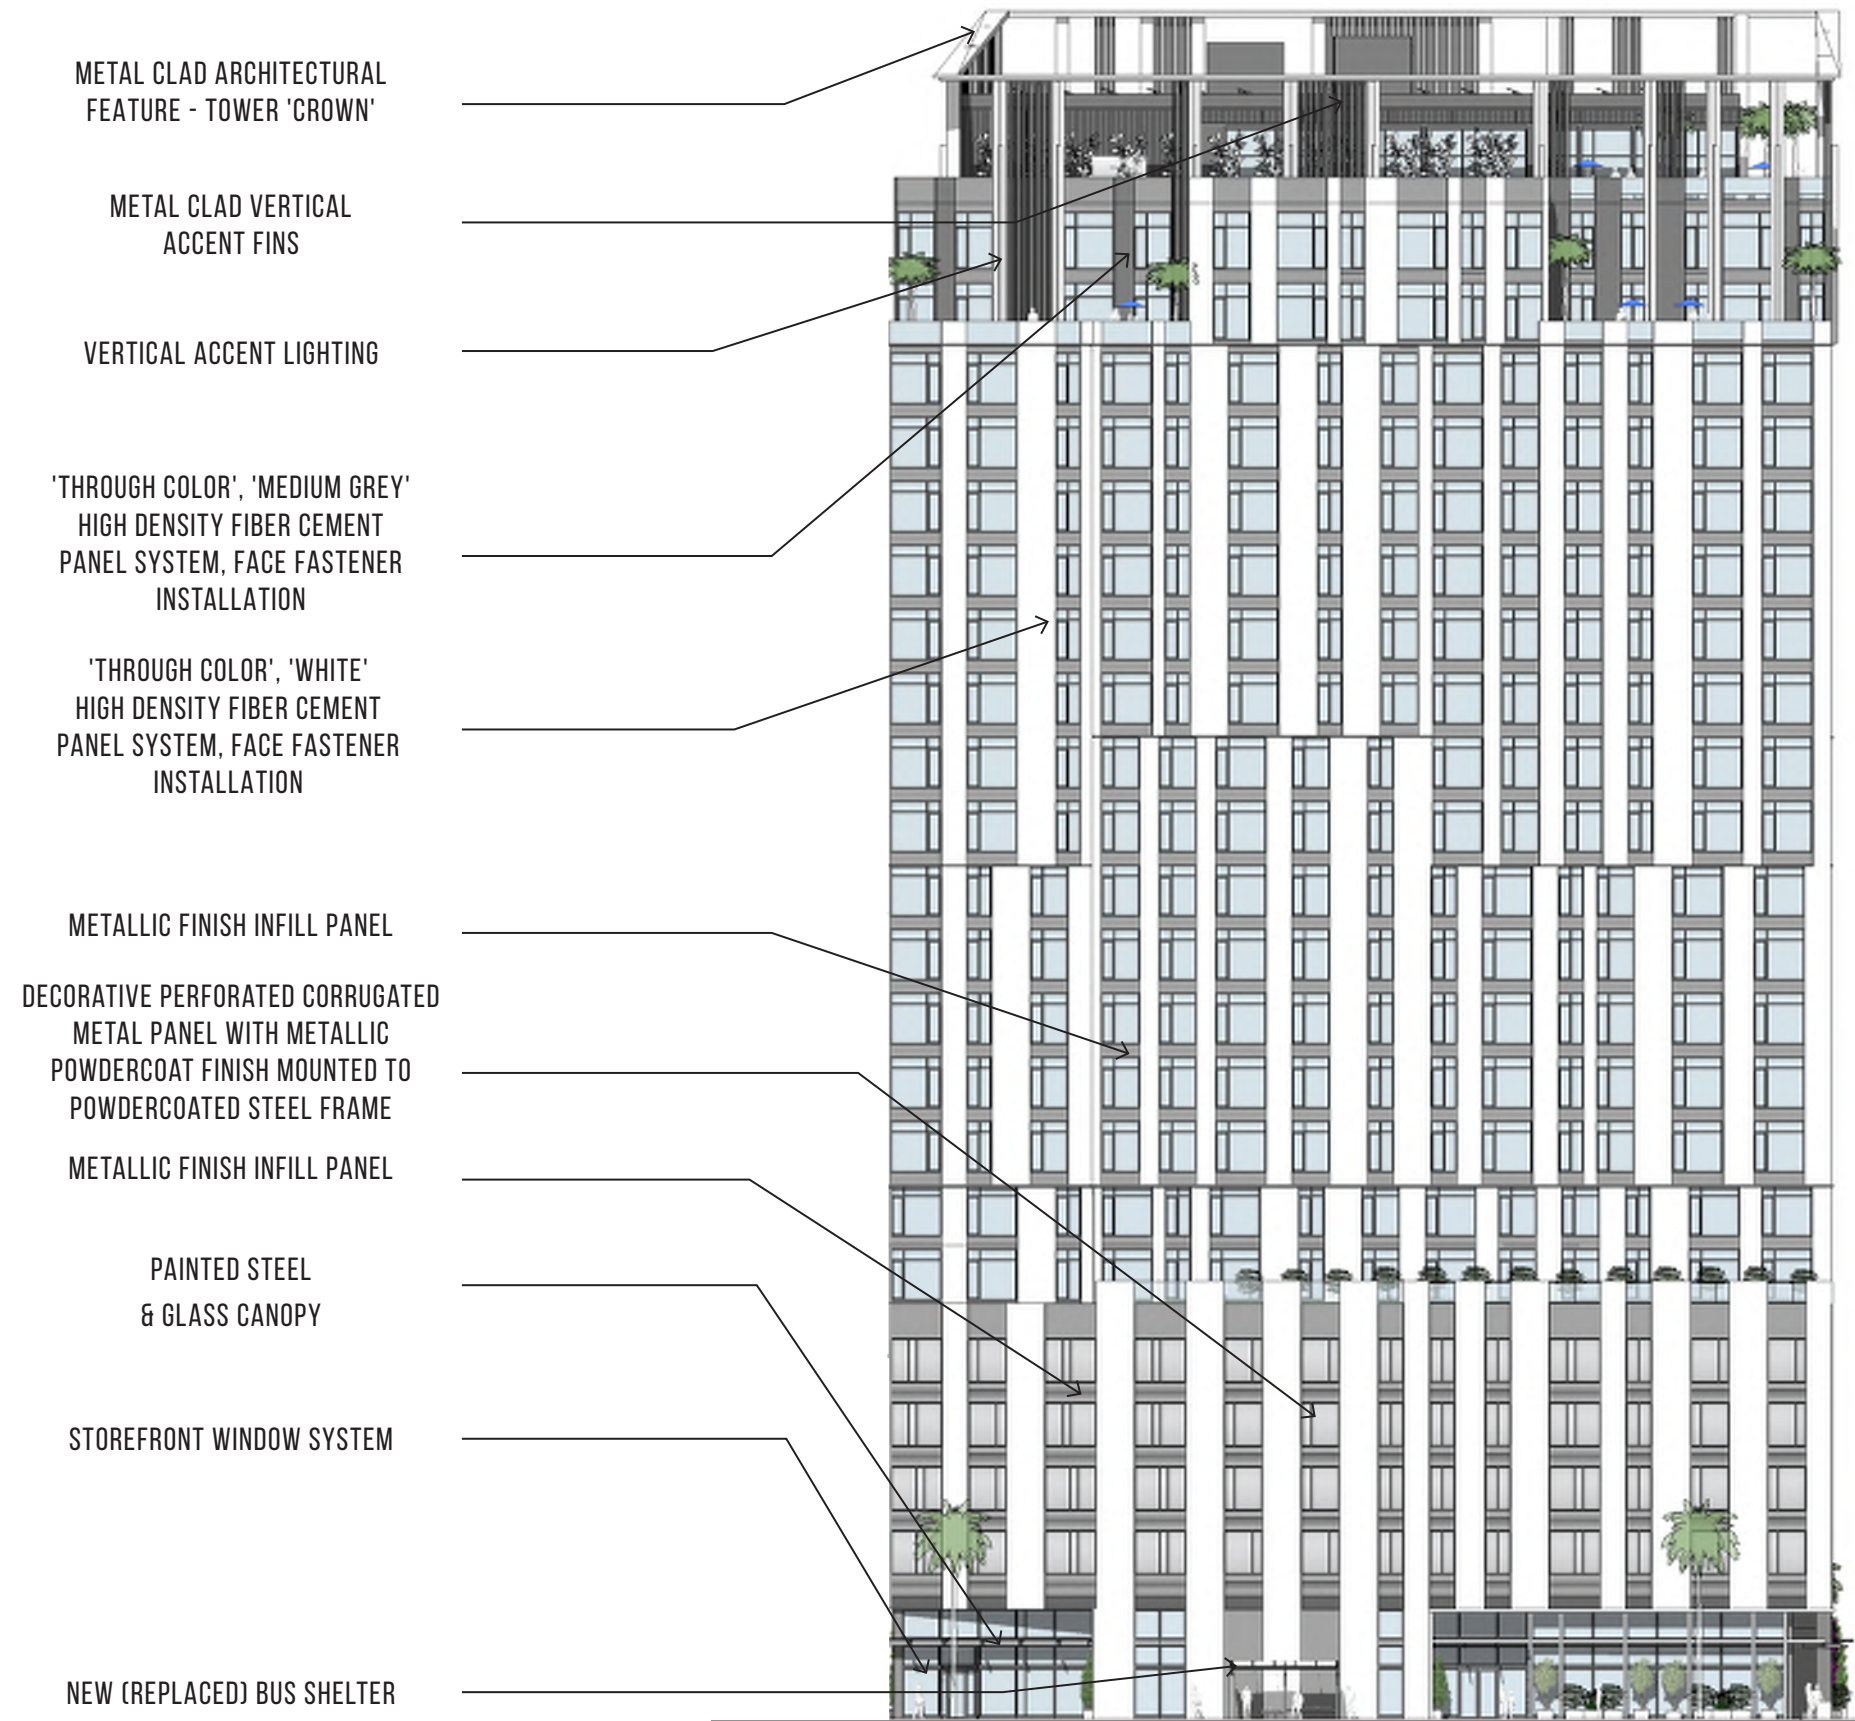 METAL CLAD ARCHITECTURAL
FEATURE - TOWER 'CROWN'
METAL CLAD VERTICAL
ACCENT FINS
VERTICAL ACCENT LIGHTING
'THROUGH COLOR', 'MEDIUM GREY'
HIGH DENSITY FIBER CEMENT
PANEL SYSTEM, FACE FASTENER
INSTALLATION
'THROUGH COLOR', 'WHITE'
HIGH DENSITY FIBER CEMENT
PANEL SYSTEM, FACE FASTENER
INSTALLATION
METALLIC FINISH INFILL PANEL
DECORATIVE PERFORATED CORRUGATED
METAL PANEL WITH METALLIC
POWDERCOAT FINISH MOUNTED TO
POWDERCOATED STEEL FRAME
METALLIC FINISH INFILL PANEL
PAINTED STEEL
& GLASS CANOPY
STOREFRONT WINDOW SYSTEM
NEW (REPLACED) BUS SHELTER